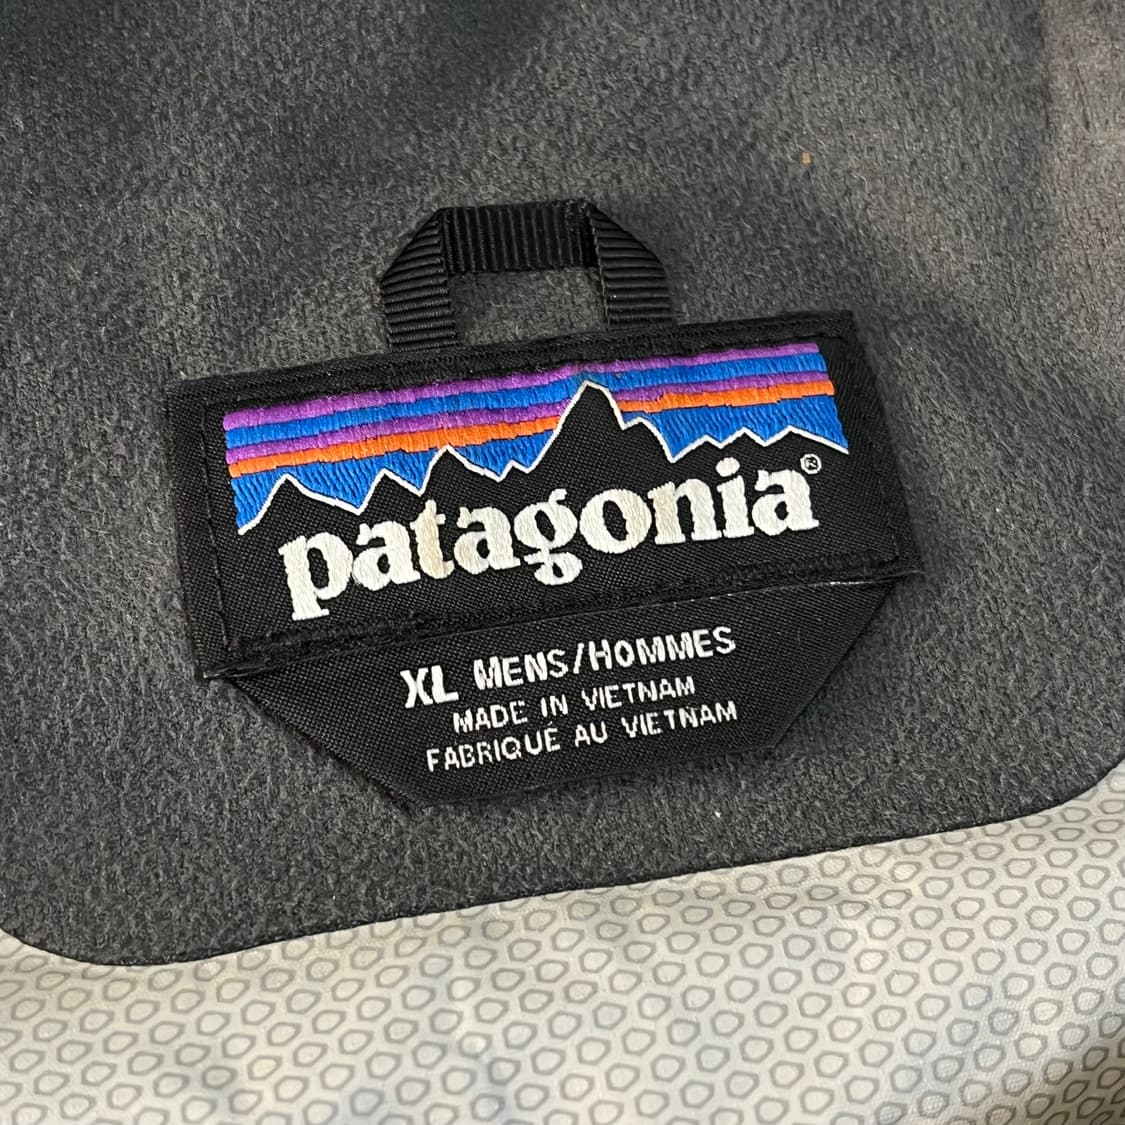 patagonia®
XL MENS/HOMMES
MADE IN VIETNAM
FABRIQUÉ AU VIETNAM